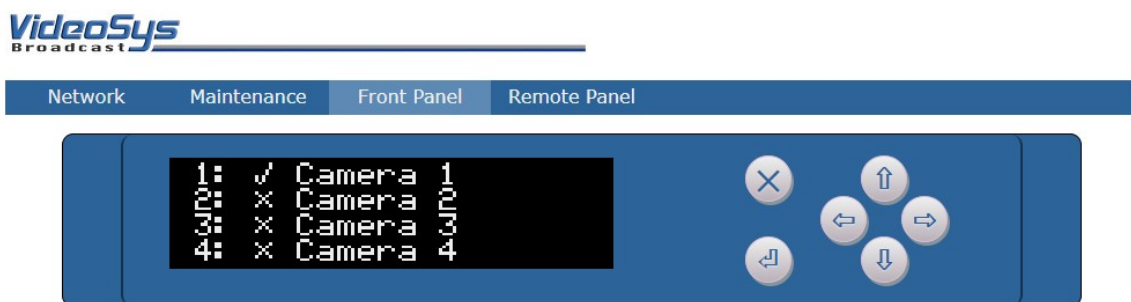 VideoSys
Broadcast
Network Maintenance Front Panel Remote Panel
1: ✓ Camera 1
2: × Camera 2
3: × Camera 3
4: × Camera 4